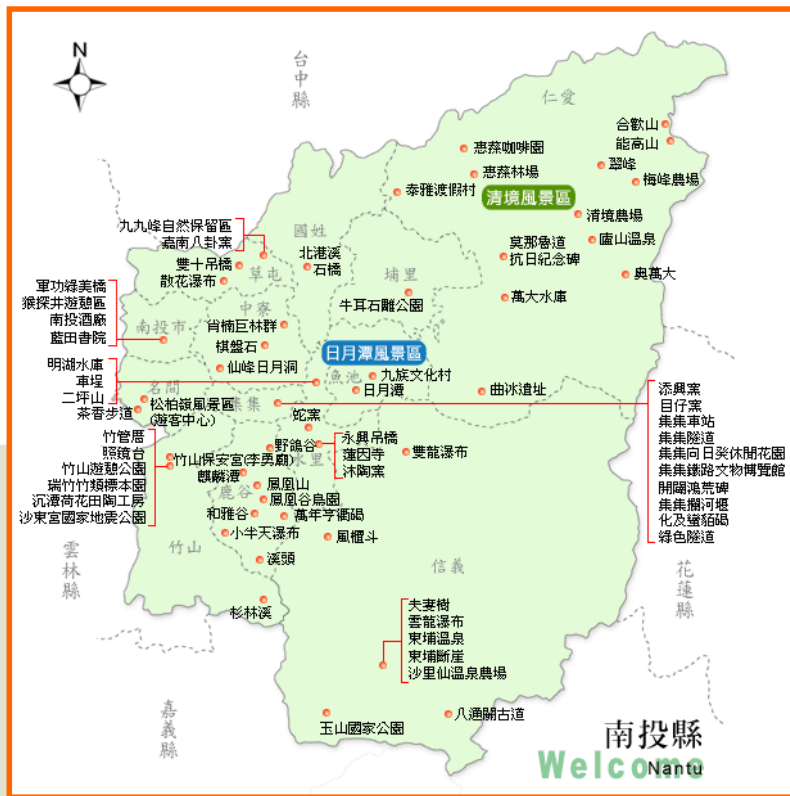 N
台中縣
仁愛
合歡山
能高山
惠蓀咖啡園
翠峰
惠蓀林場
梅峰農場
泰雅渡假村
清境風景區
清境農場
九九峰自然保留區
嘉南八卦窯
國姓
莫那魯道
抗日紀念碑
廬山溫泉
雙十吊橋
草屯
北港溪
石橋
埔里
奧萬大
散花瀑布
軍功綠美橋
猴探井遊憩區
南投酒廠
藍田書院
中寮
牛耳石雕公園
萬大水庫
南投市
肖楠巨林群
棋盤石
日月潭風景區
明湖水庫
車埕
二坪山
茶香步道
仙峰日月洞
魚池
九族文化村
日月潭
曲冰遺址
名間
松柏嶺風景區
(遊客中心)
集集
添興窯
目仔窯
集集車站
集集隧道
集集向日癸休閒花園
集集鐵路文物博覽館
開闢鴻荒碑
集集攔河堰
化及蠻貊碣
綠色隧道
蛇窯
竹管厝
照鏡台
竹山遊憩公園
瑞竹竹類標本園
沉潭荷花田陶工房
沙東宮國家地震公園
野鴿谷
水里
永興吊橋
蓮因寺
沐陶窯
雙龍瀑布
竹山保安宮(李勇廟)
麒麟潭
鹿谷
鳳凰山
鳳凰谷鳥園
和雅谷
萬年亨衢碣
小半天瀑布
風櫃斗
竹山
雲林縣
溪頭
信義
花蓮縣
杉林溪
夫妻樹
雲龍瀑布
東埔溫泉
東埔斷崖
沙里仙溫泉農場
嘉義縣
玉山國家公園
八通關古道
南投縣
Welcome
Nantu